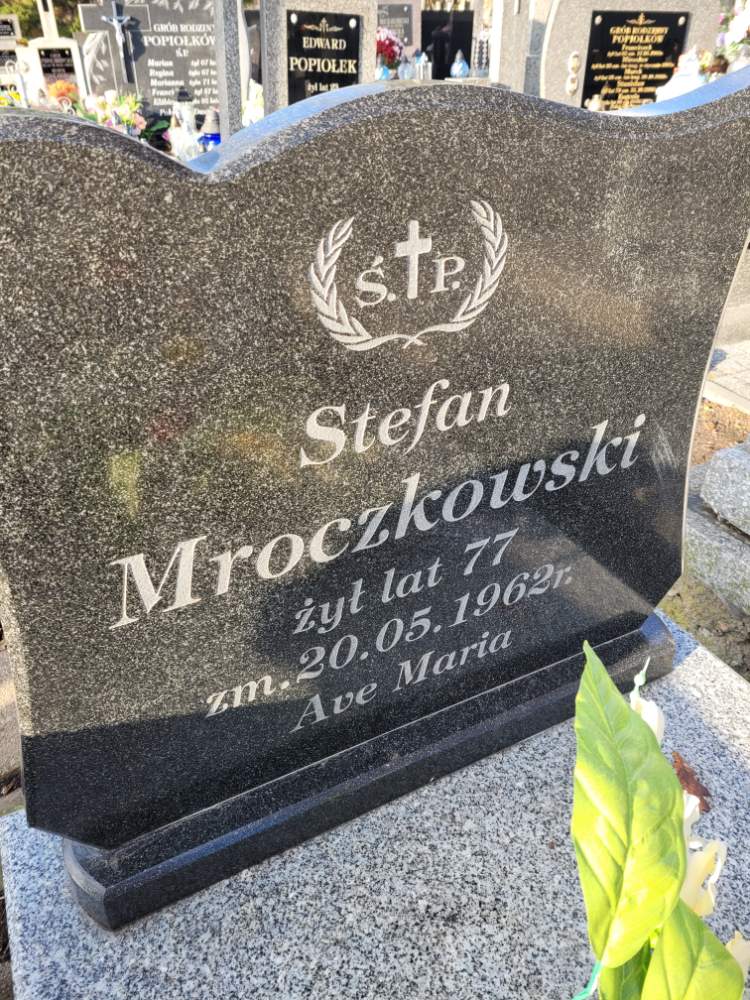 GRÓB RODZINY
POPIOŁKÓW
Ś.P.
EDWARD
POPIOŁEK
GRÓB RODZINNY
POPIOŁKÓW
Ś. P.
Stefan
Mroczkowski
żył lat 77
zm. 20.05.1962r.
Ave Maria